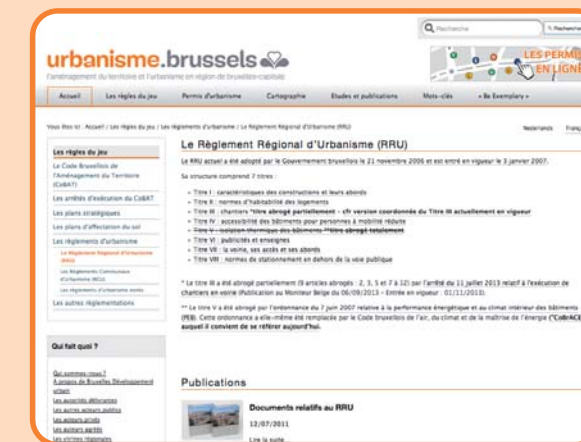 Recherche
Recherche
urbanisme.brussels
l'aménagement du territoire et l'urbanisme en région de bruxelles-capitale
LES PERMIS
EN LIGNE
Accueil
Les règles du jeu
Permis d'urbanisme
Cartographie
Etudes et publications
Mots-clés
« Be Exemplary »
Vous êtes ici : Accueil / Les règles du jeu / Les règlements d'urbanisme / Le Règlement Régional d'Urbanisme (RRU)
Nederlands
Les règles du jeu
Le Code Bruxellois de
l'Aménagement du Territoire
(CoBAT)
Les arrêtés d'exécution du CoBAT
Les plans stratégiques
Les plans d'affectation du sol
Les règlements d'urbanisme
Le Règlement Régional d'Urbanisme
(RRU)
Les Règlements Communaux
d'Urbanisme (RCU)
Les règlements d'urbanisme zonés
Les autres réglementations
Qui fait quoi ?
Qui sommes-nous ?
A propos de Bruxelles Développement
urbain
Les autorités délivrantes
Les autres acteurs publics
Les acteurs privés
Les acteurs agréés
Les vitrines régionales
Le Règlement Régional d'Urbanisme (RRU)
Le RRU actuel a été adopté par le Gouvernement bruxellois le 21 novembre 2006 et est entré en vigueur le 3 janvier 2007.
Sa structure comprend 7 titres :
Titre I : caractéristiques des constructions et leurs abords
Titre II : normes d'habitabilité des logements
Titre III : chantiers *titre abrogé partiellement - cfr version coordonnée du Titre III actuellement en vigueur
Titre IV : accessibilité des bâtiments pour personnes à mobilité réduite
Titre V : isolation thermique des bâtiments **titre abrogé totalement
Titre VI : publicités et enseignes
Titre VII : la voirie, ses accès et ses abords
Titre VIII : normes de stationnement en dehors de la voie publique
* Le titre III a été abrogé partiellement (9 articles abrogés : 2, 3, 5 et 7 à 12) par l'arrêté du 11 juillet 2013 relatif à l'exécution de
chantiers en voirie (Publication au Moniteur Belge du 06/09/2013 - Entrée en vigueur : 01/11/2013).
** Le titre V a été abrogé par l'ordonnance du 7 juin 2007 relative à la performance énergétique et au climat intérieur des bâtiments
(PEB). Cette ordonnance a elle-même été remplacée par le Code bruxellois de l'air, du climat et de la maîtrise de l'énergie ("CoBrACE
auquel il convient de se référer aujourd'hui.
Publications
Documents relatifs au RRU
12/07/2011
Lire la suite